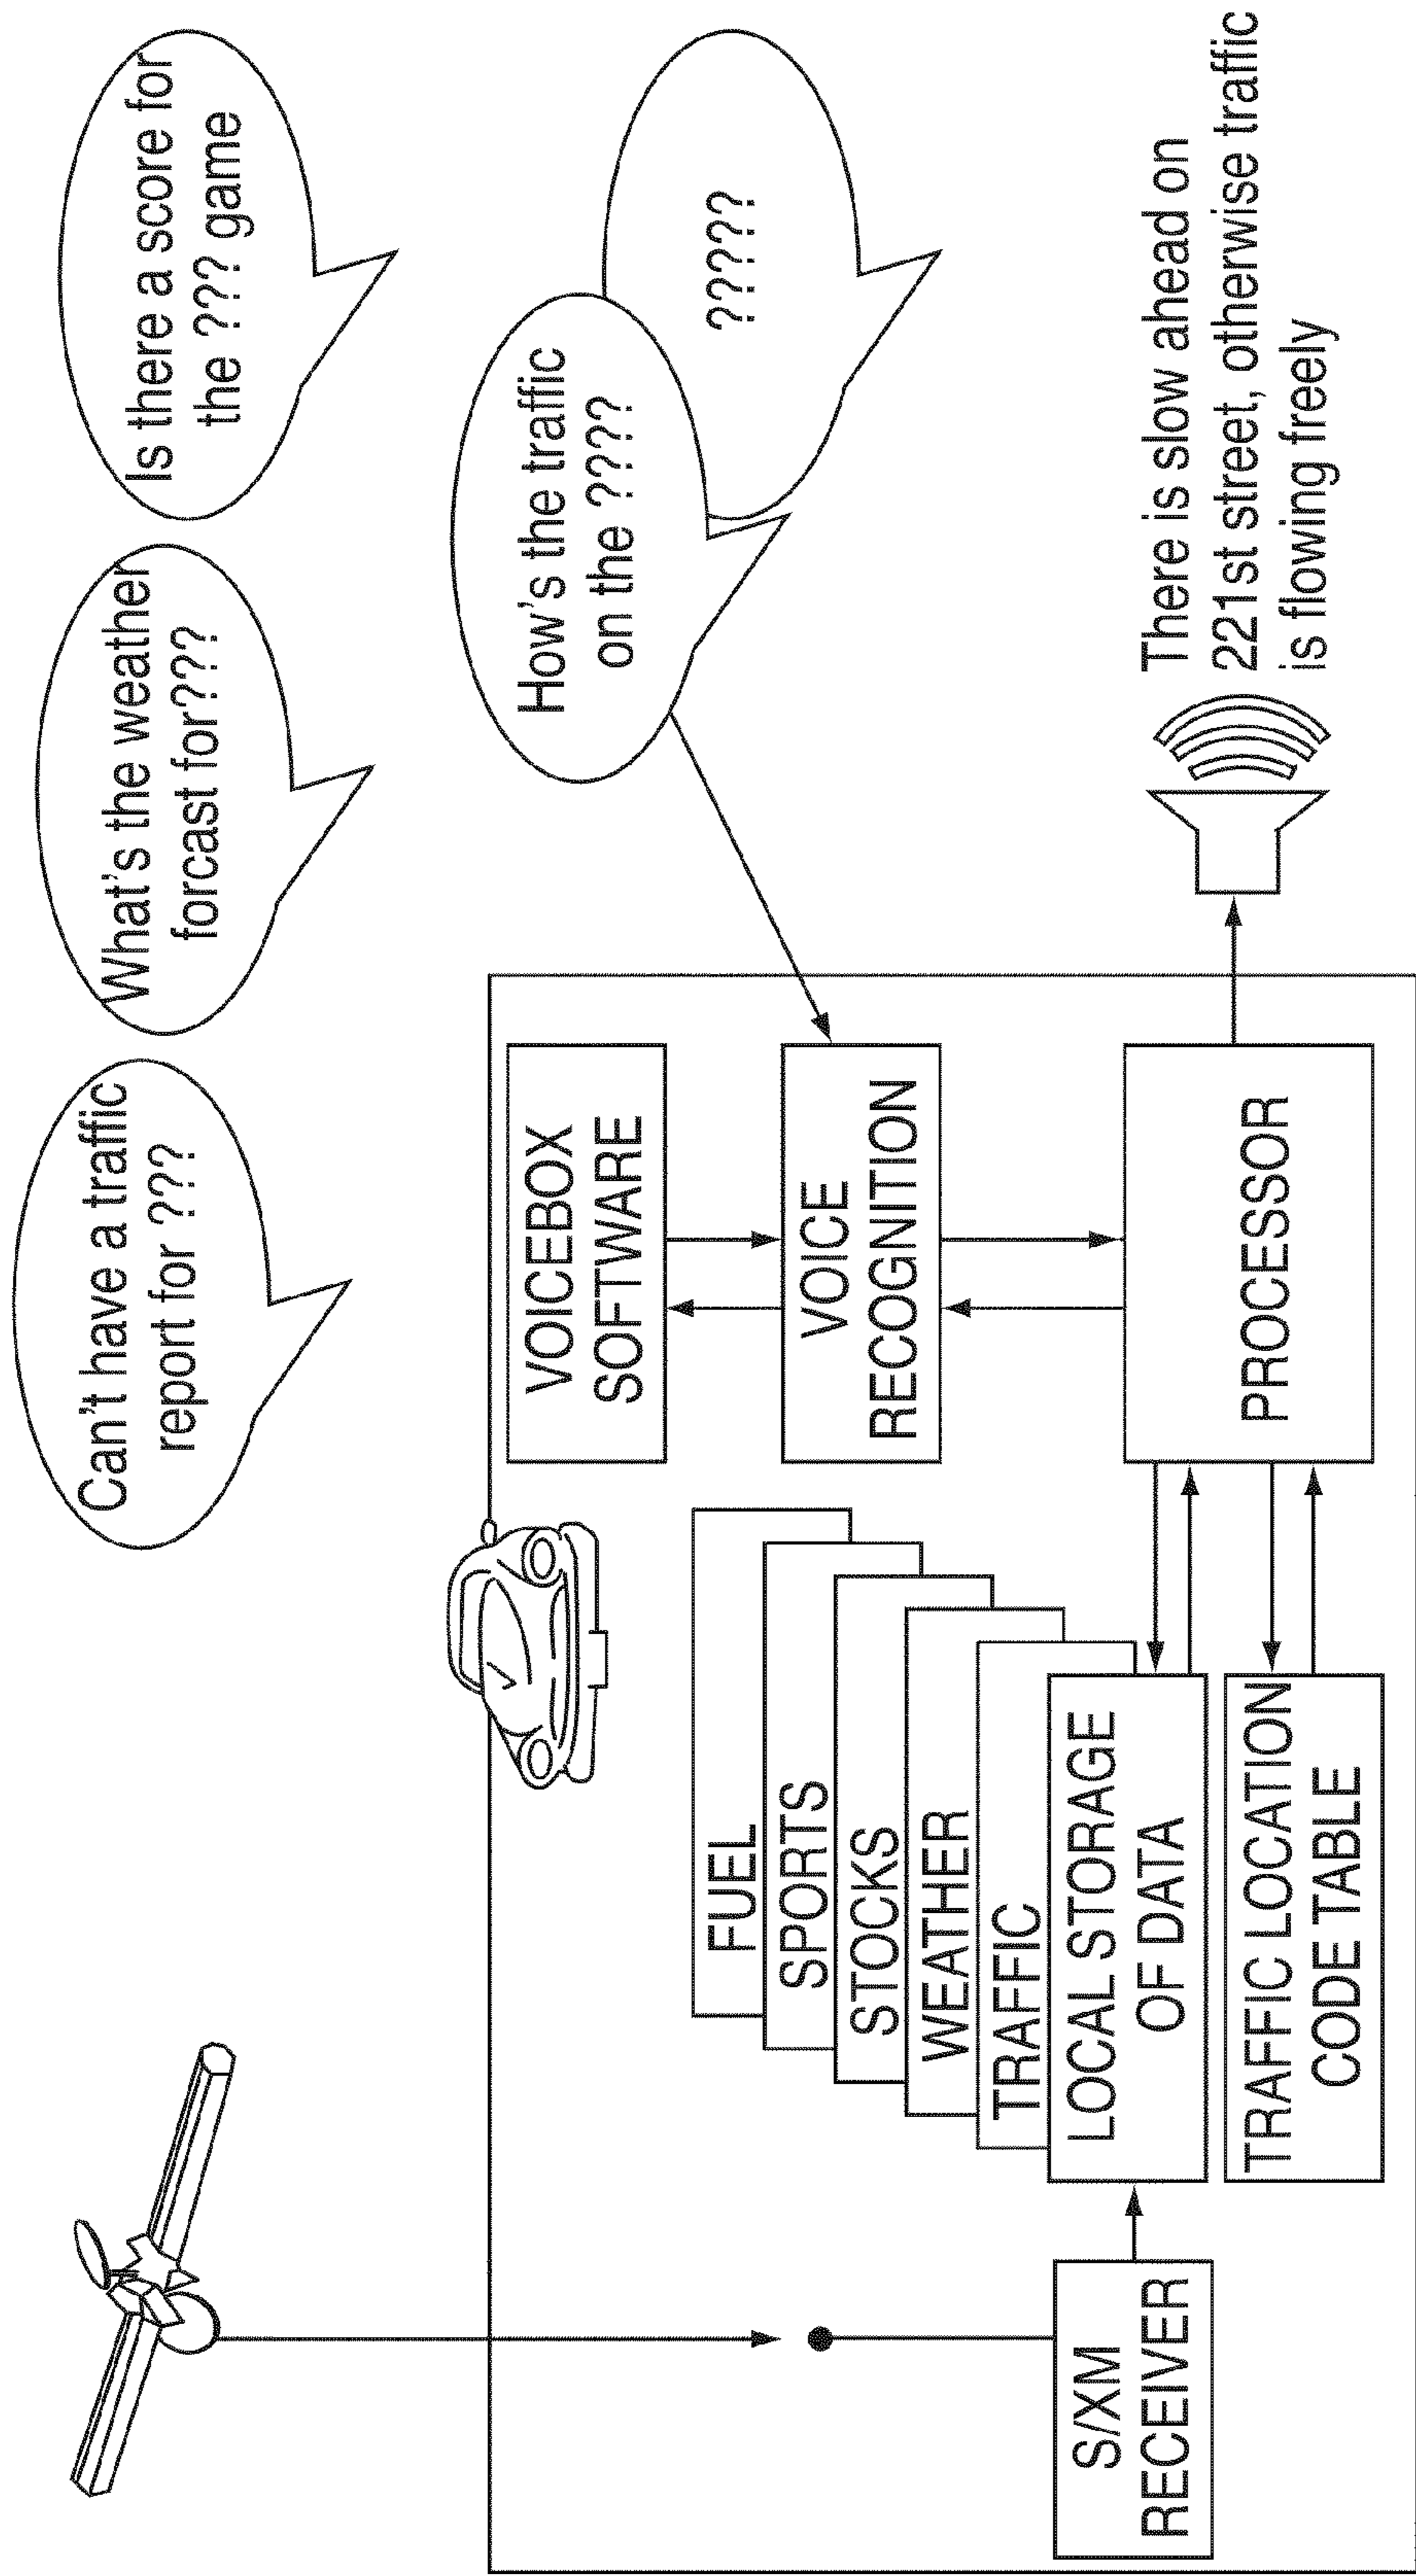 Can't have a traffic
report for ???
What's the weather
forcast for???
Is there a score for
the ??? game
How's the traffic
on the ????
?????
VOICEBOX
SOFTWARE
VOICE
RECOGNITION
PROCESSOR
FUEL
SPORTS
STOCKS
WEATHER
TRAFFIC
LOCAL STORAGE
OF DATA
TRAFFIC LOCATION
CODE TABLE
S/XM
RECEIVER
There is slow ahead on
221st street, otherwise traffic
is flowing freely